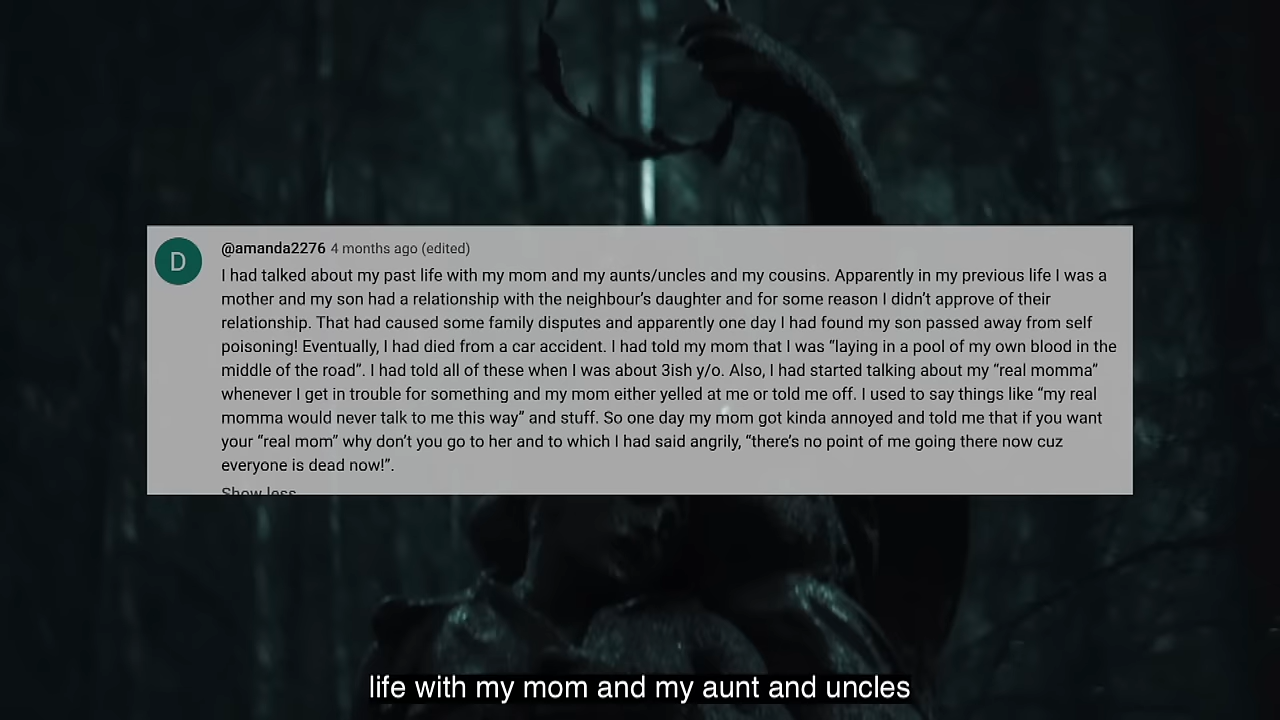 D
@amanda2276 4 months ago (edited)
I had talked about my past life with my mom and my aunts/uncles and my cousins. Apparently in my previous life I was a
mother and my son had a relationship with the neighbour’s daughter and for some reason I didn’t approve of their
relationship. That had caused some family disputes and apparently one day I had found my son passed away from self
poisoning! Eventually, I had died from a car accident. I had told my mom that I was “laying in a pool of my own blood in the
middle of the road”. I had told all of these when I was about 3ish y/o. Also, I had started talking about my “real momma”
whenever I get in trouble for something and my mom either yelled at me or told me off. I used to say things like “my real
momma would never talk to me this way” and stuff. So one day my mom got kinda annoyed and told me that if you want
your “real mom” why don’t you go to her and to which I had said angrily, “there’s no point of me going there now cuz
everyone is dead now!”.
Show less
life with my mom and my aunt and uncles